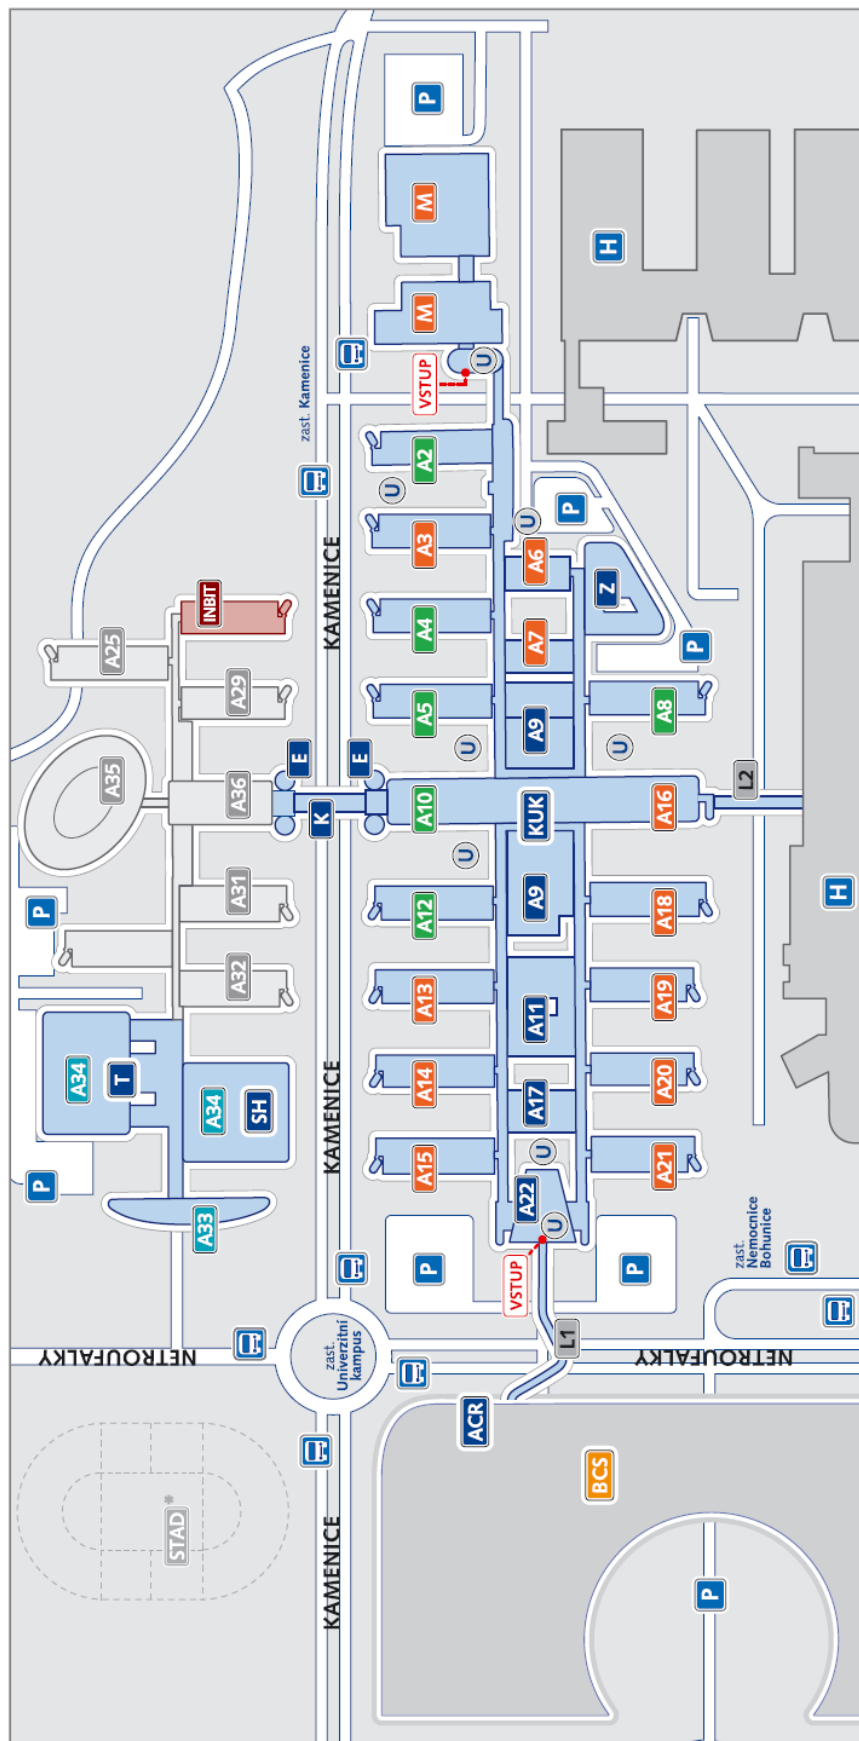 P
P
A34
T
A35
A25
STAD*
NETROUFALKY
A33
A34
SH
A32
A31
A36
A29
INBIT
E
K
E
zast. Kamenice
KAMENICE
KAMENICE
KAMENICE
zast.
Univerzitní
kampus
P
A15
A14
A13
A12
A10
A5
A4
A3
A2
U
VSTUP
M
M
P
U
U
U
ACR
VSTUP
A22
U
U
A17
A11
A9
KUK
A9
A7
A6
U
P
L1
BCS
Z
H
P
A21
A20
A19
A18
A16
U
A8
P
NETROUFALKY
P
zast.
Nemocnice
Bohunice
L2
H